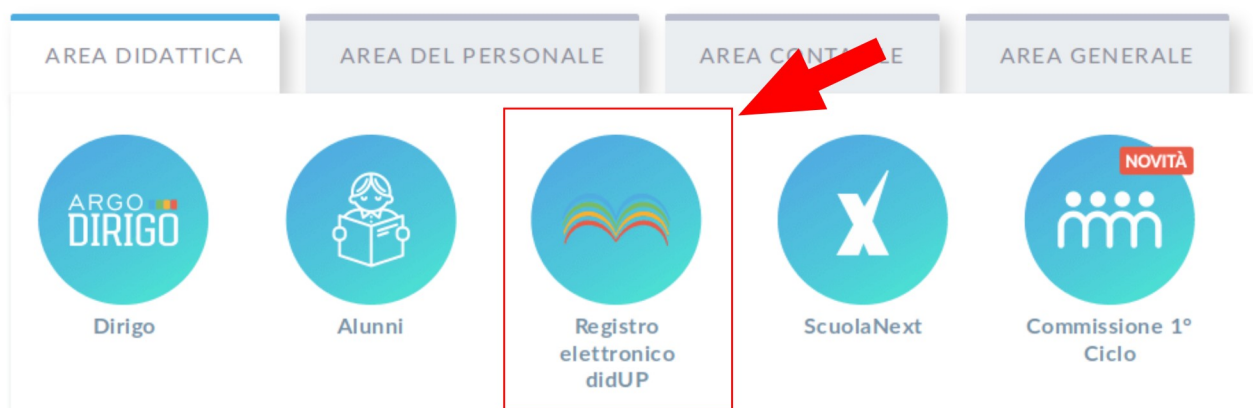 AREA DIDATTICA
AREA DEL PERSONALE
AREA CONTABILE
AREA GENERALE
ARGO
DIRIGO
NOVITÀ
Dirigo
Alunni
Registro
elettronico
didUP
ScuolaNext
Commissione 1°
Ciclo